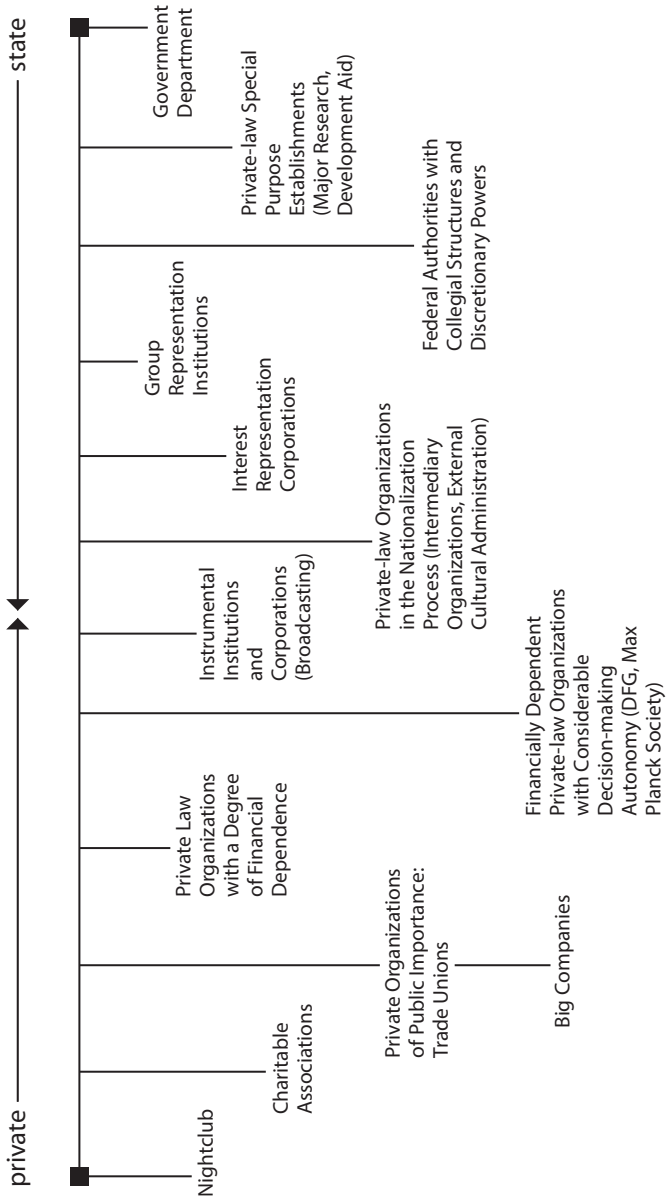 private
state
Nightclub
Charitable
Associations
Private Organizations
of Public Importance:
Trade Unions
Big Companies
Private Law
Organizations
with a Degree
of Financial
Dependence
Financially Dependent
Private-law Organizations
with Considerable
Decision-making
Autonomy (DFG, Max
Planck Society)
Instrumental
Institutions
and
Corporations
(Broadcasting)
Private-law Organizations
in the Nationalization
Process (Intermediary
Organizations, External
Cultural Administration)
Interest
Representation
Corporations
Group
Representation
Institutions
Federal Authorities with
Collegial Structures and
Discretionary Powers
Private-law Special
Purpose
Establishments
(Major Research,
Development Aid)
Government
Department